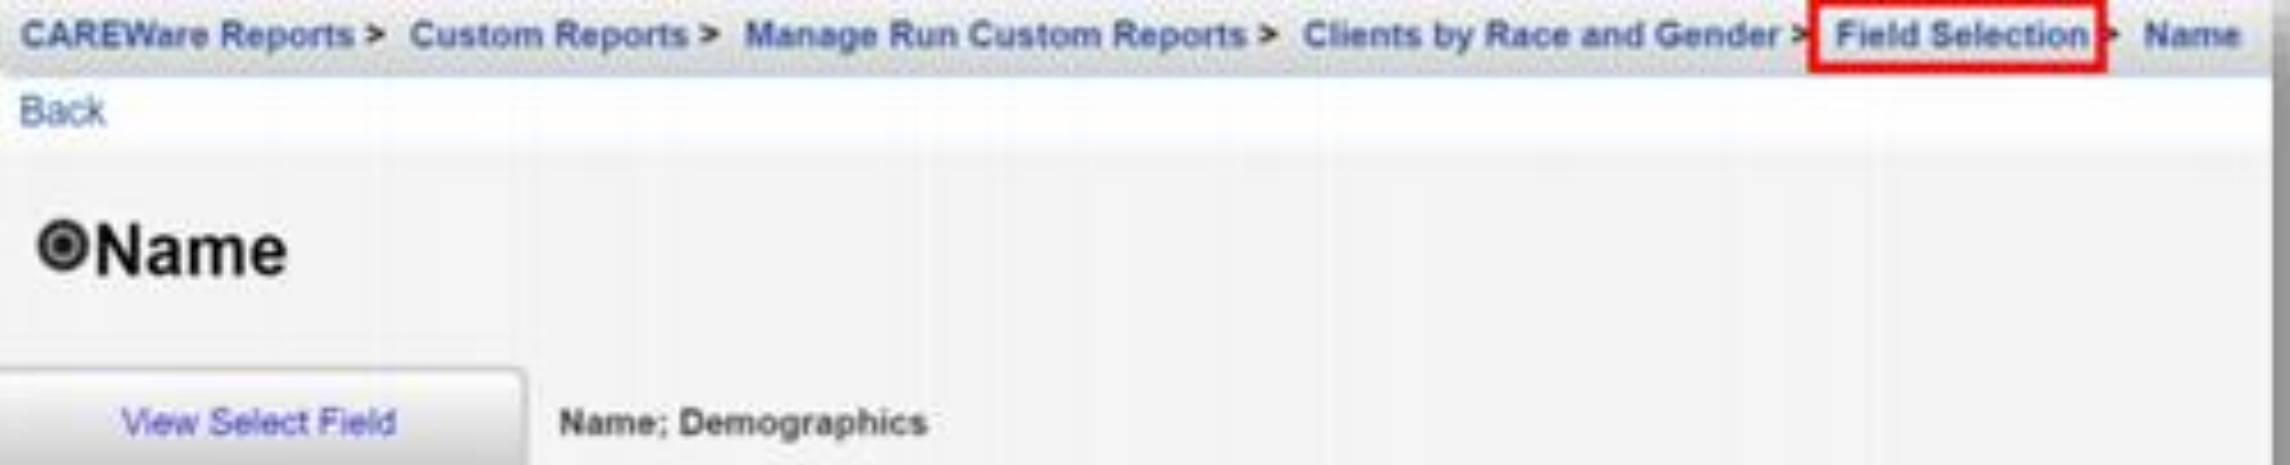 CAREWare Reports > Custom Reports > Manage Run Custom Reports > Clients by Race and Gender > Field Selection > Name
Back
Name
View Select Field Name; Demographics